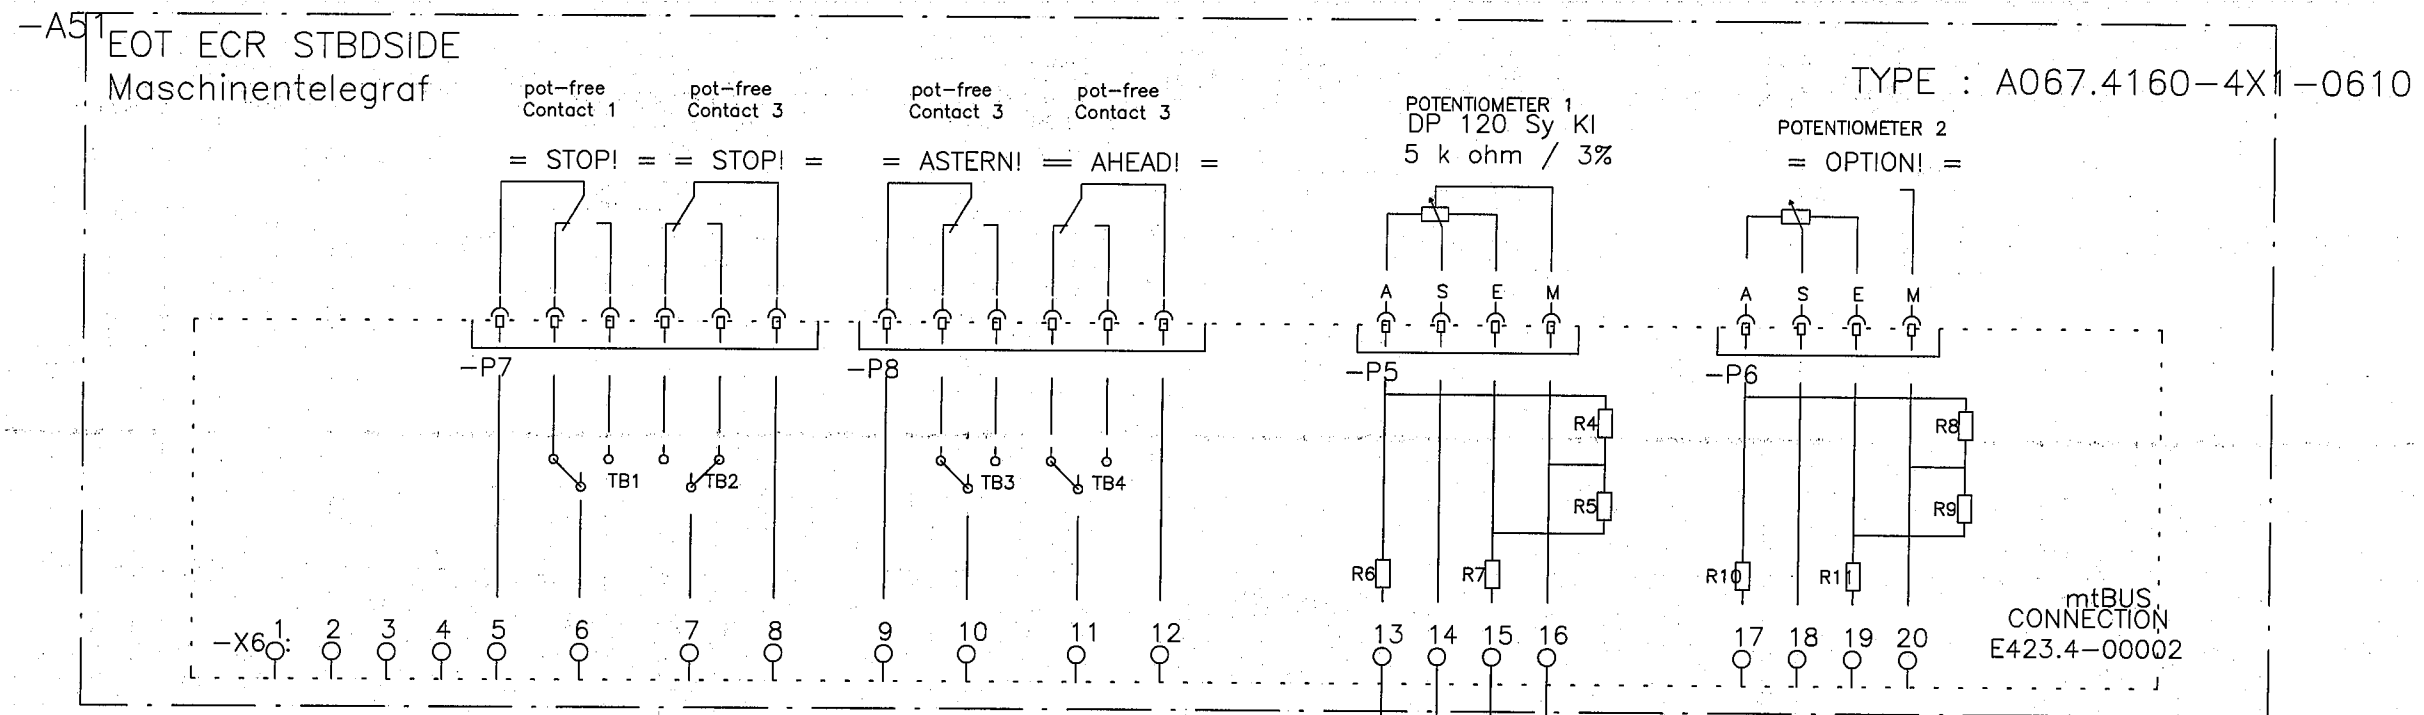 -A51
EOT ECR STBDSIDE
Maschinentelegraf
TYPE : A067.4160-4X1-0610
pot-free
Contact 1
pot-free
Contact 3
pot-free
Contact 3
pot-free
Contact 3
= STOP! =
= STOP! =
= ASTERN! =
= AHEAD! =
POTENTIOMETER 1
DP 120 Sy Kl
5 k ohm / 3%
POTENTIOMETER 2
= OPTION! =
A S E M
A S E M
-P7
-P8
-P5
-P6
R4
R8
TB1
TB2
TB3
TB4
R5
R9
R6
R7
R10
R11
mtBUS
CONNECTION
E423.4-00002
-X6 :
1 2 3 4 5 6 7 8 9 10 11 12 13 14 15 16 17 18 19 20